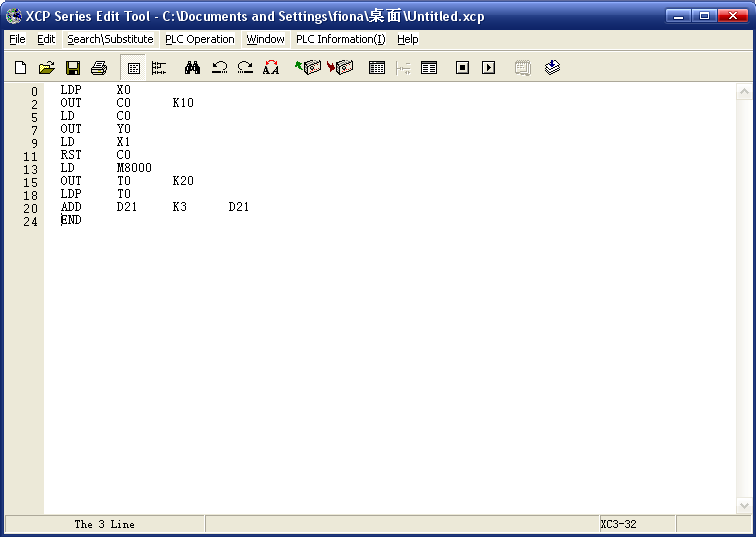 XCP Series Edit Tool - C:\Documents and Settings\fiona\桌面\Untitled.xcp
File Edit Search\Substitute PLC Operation Window PLC Information(I) Help
0 LDP X0
2 OUT C0 K10
5 LD C0
7 OUT Y0
9 LD X1
11 RST C0
13 LD M8000
15 OUT T0 K20
18 LDP T0
20 ADD D21 K3 D21
24 END
The 3 Line XC3-32